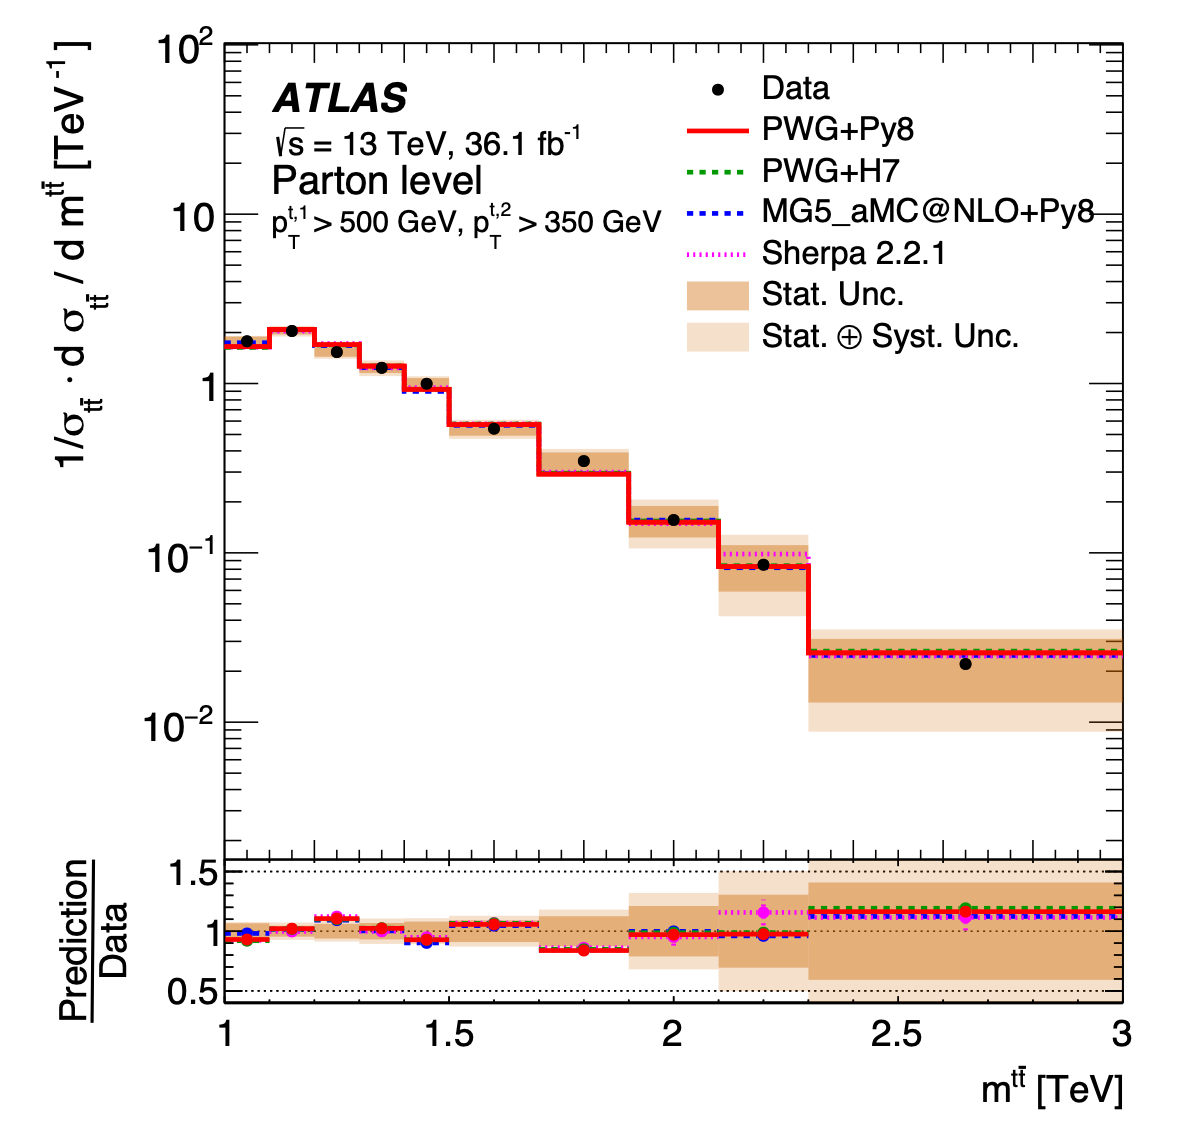 10²
10
1
10⁻¹
10⁻²
1/σ_tt̄ · d σ_tt̄ / d m^tt̄ [TeV⁻¹]
ATLAS
√s = 13 TeV, 36.1 fb⁻¹
Parton level
p_T^t,1 > 500 GeV, p_T^t,2 > 350 GeV
Data
PWG+Py8
PWG+H7
MG5_aMC@NLO+Py8
Sherpa 2.2.1
Stat. Unc.
Stat. ⊕ Syst. Unc.
Prediction
Data
1.5
1
0.5
1 1.5 2 2.5 3
m^tt̄ [TeV]